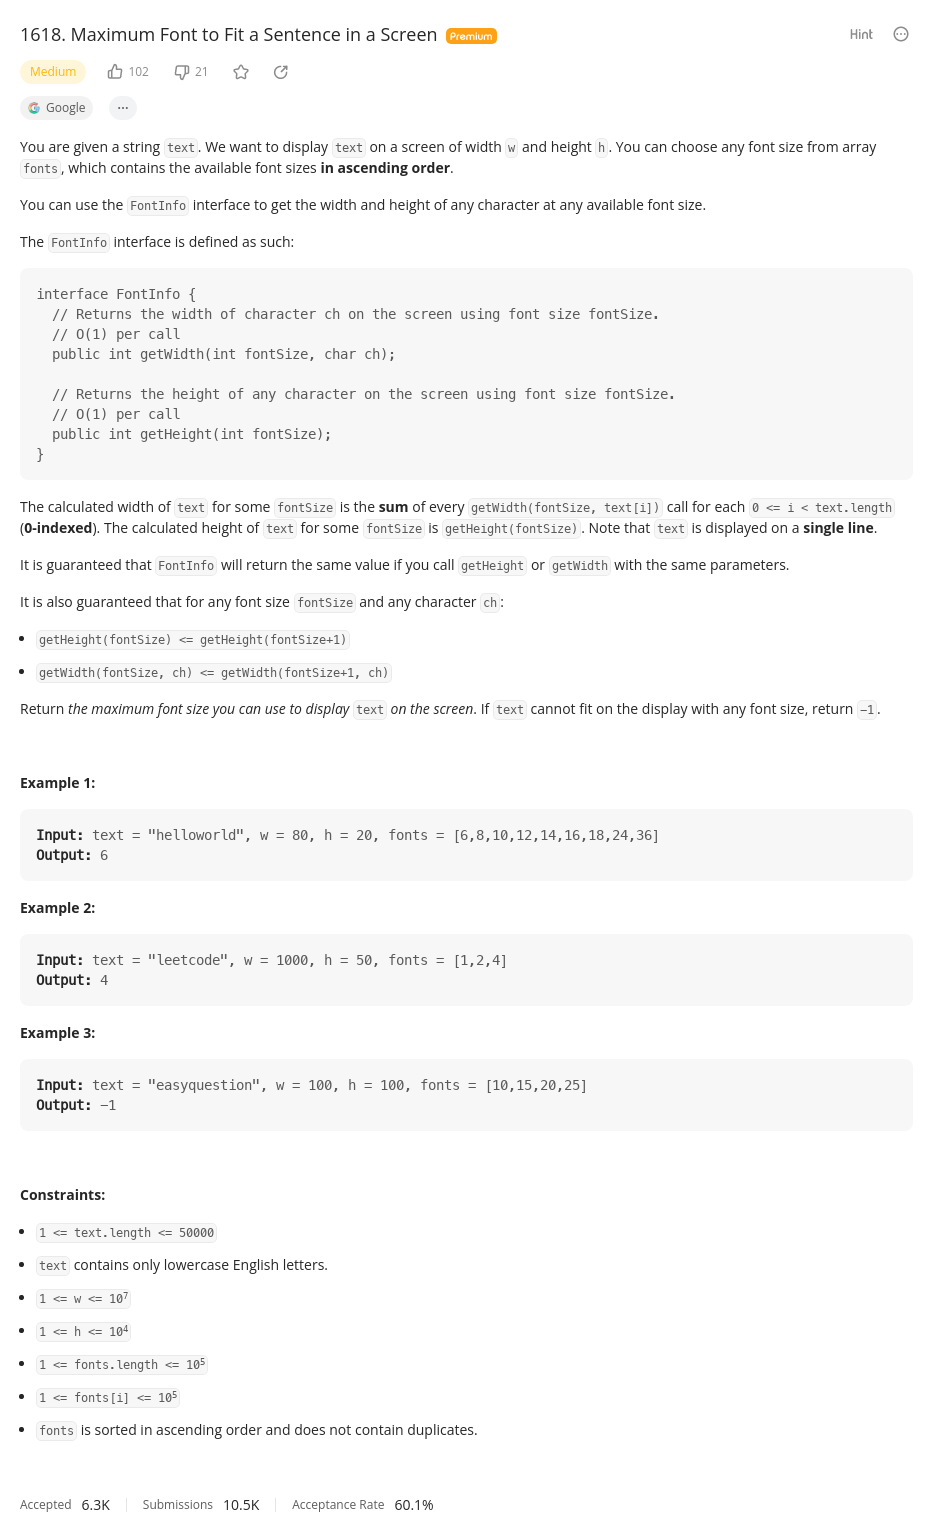 1618. Maximum Font to Fit a Sentence in a Screen Premium Hint
Medium 102 21
Google ...
You are given a string text. We want to display text on a screen of width w and height h. You can choose any font size from array
fonts, which contains the available font sizes in ascending order.
You can use the FontInfo interface to get the width and height of any character at any available font size.
The FontInfo interface is defined as such:
interface FontInfo {
  // Returns the width of character ch on the screen using font size fontSize.
  // O(1) per call
  public int getWidth(int fontSize, char ch);
  // Returns the height of any character on the screen using font size fontSize.
  // O(1) per call
  public int getHeight(int fontSize);
}
The calculated width of text for some fontSize is the sum of every getWidth(fontSize, text[i]) call for each 0 <= i < text.length
(0-indexed). The calculated height of text for some fontSize is getHeight(fontSize). Note that text is displayed on a single line.
It is guaranteed that FontInfo will return the same value if you call getHeight or getWidth with the same parameters.
It is also guaranteed that for any font size fontSize and any character ch:
• getHeight(fontSize) <= getHeight(fontSize+1)
• getWidth(fontSize, ch) <= getWidth(fontSize+1, ch)
Return the maximum font size you can use to display text on the screen. If text cannot fit on the display with any font size, return -1.
Example 1:
Input: text = "helloworld", w = 80, h = 20, fonts = [6,8,10,12,14,16,18,24,36]
Output: 6
Example 2:
Input: text = "leetcode", w = 1000, h = 50, fonts = [1,2,4]
Output: 4
Example 3:
Input: text = "easyquestion", w = 100, h = 100, fonts = [10,15,20,25]
Output: -1
Constraints:
• 1 <= text.length <= 50000
• text contains only lowercase English letters.
• 1 <= w <= 10⁷
• 1 <= h <= 10⁴
• 1 <= fonts.length <= 10⁵
• 1 <= fonts[i] <= 10⁵
• fonts is sorted in ascending order and does not contain duplicates.
Accepted 6.3K Submissions 10.5K Acceptance Rate 60.1%